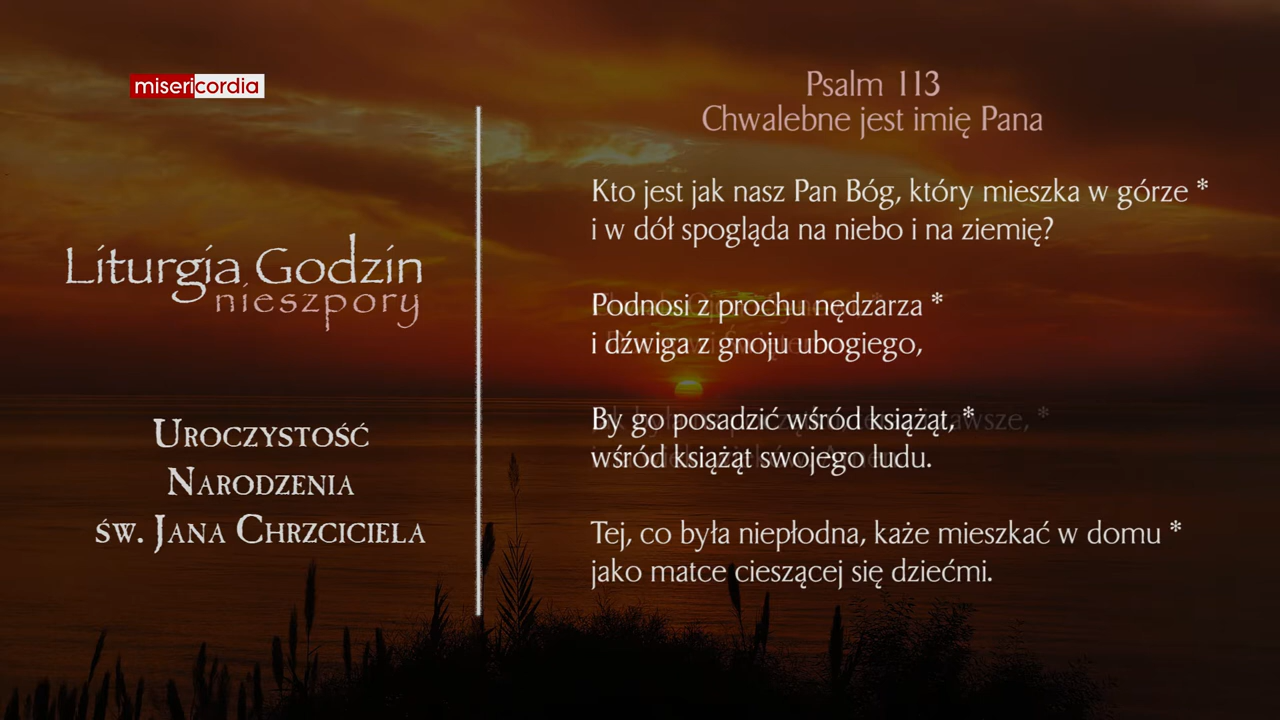 misericordia
Liturgia Godzin
nieszpory
Uroczystość
Narodzenia
św. Jana Chrzciciela
Psalm 113
Chwalebne jest imię Pana
Kto jest jak nasz Pan Bóg, który mieszka w górze *
i w dół spogląda na niebo i na ziemię?
Podnosi z prochu nędzarza *
i dźwiga z gnoju ubogiego,
By go posadzić wśród książąt, *
wśród książąt swojego ludu.
Tej, co była niepłodna, każe mieszkać w domu *
jako matce cieszącej się dziećmi.